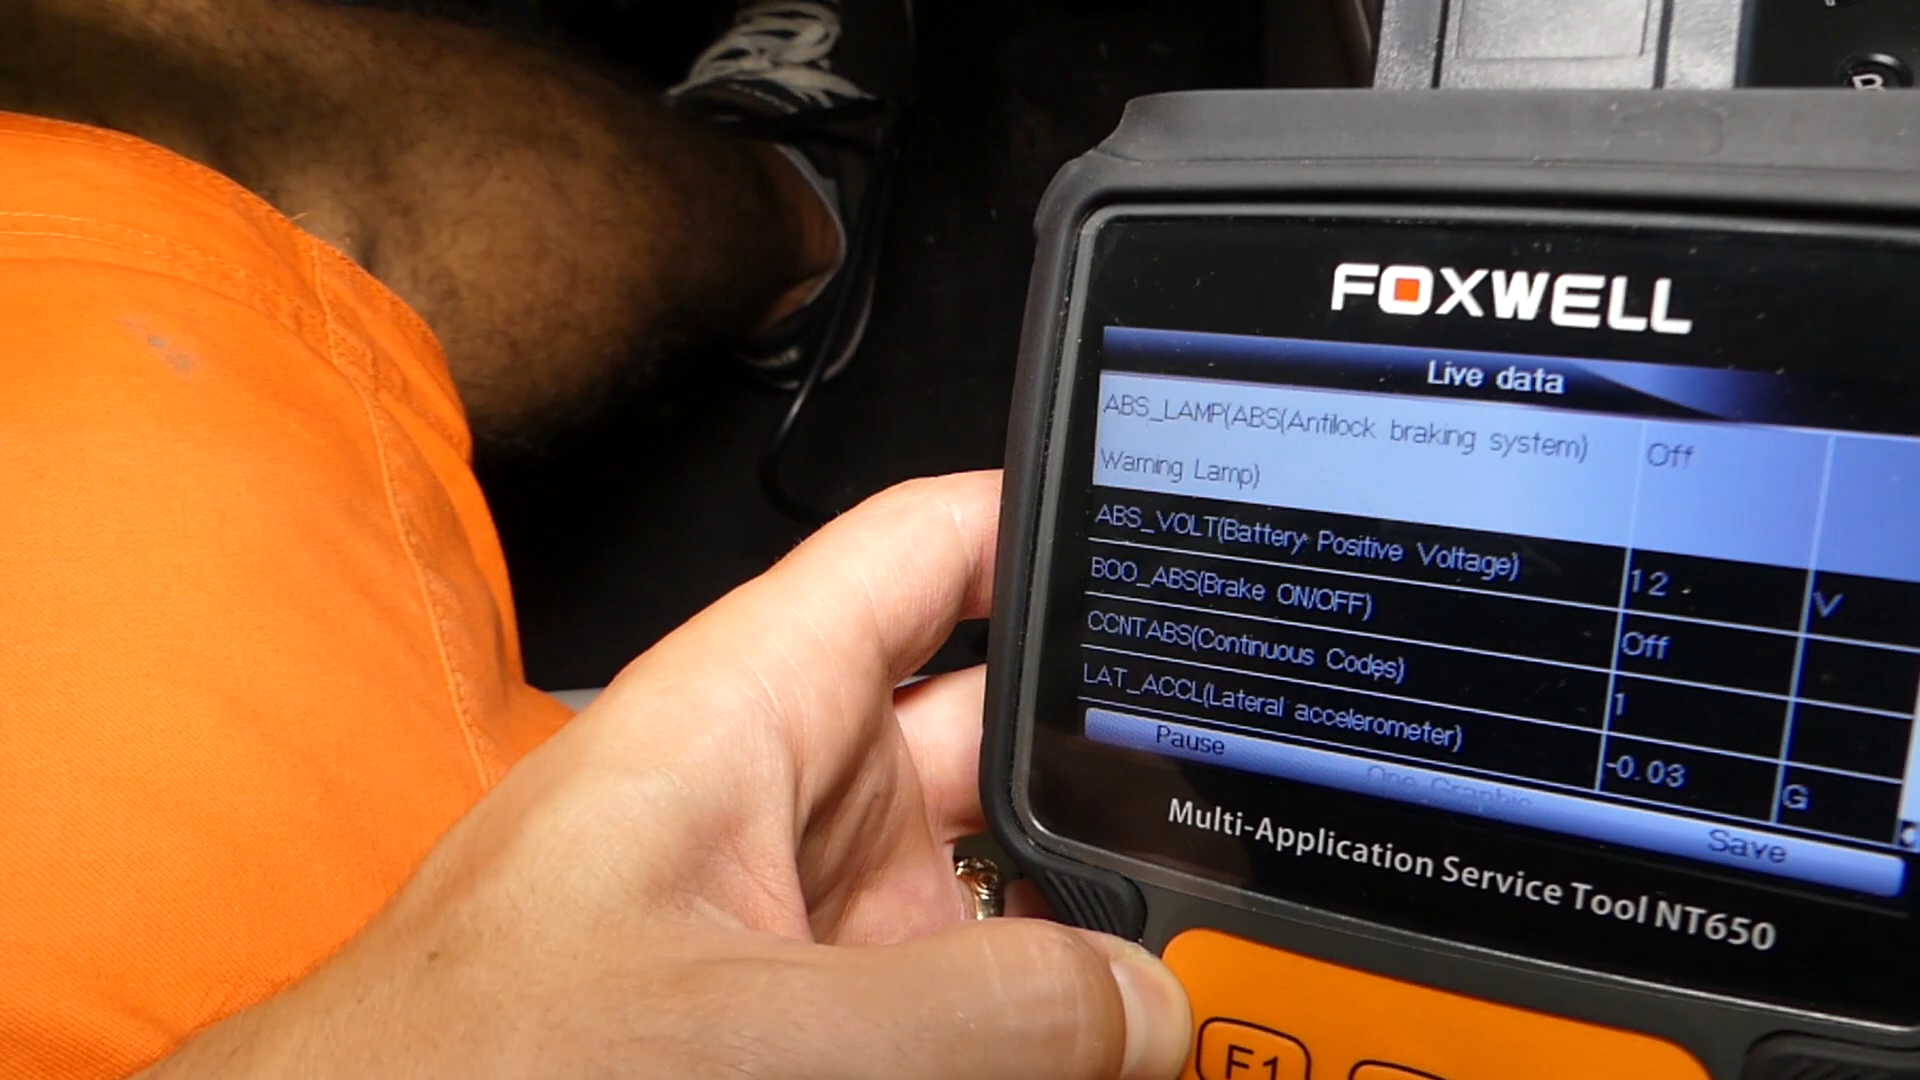 B
FOXWELL
Live data
ABS_LAMP(ABS(Antilock braking system) Off
Warning Lamp)
ABS_VOLT(Battery Positive Voltage) 12. V
BOO_ABS(Brake ON/OFF) Off
CCNTABS(Continuous Codes) 1
LAT_ACCL(Lateral accelerometer) -0.03 G
Pause One Graphic Save
Multi-Application Service Tool NT650
F1